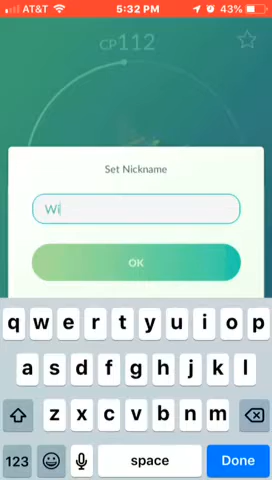 AT&T 5:32 PM 43%
CP112
Set Nickname
Wi
OK
q w e r t y u i o p
a s d f g h j k l
z x c v b n m
123 space Done